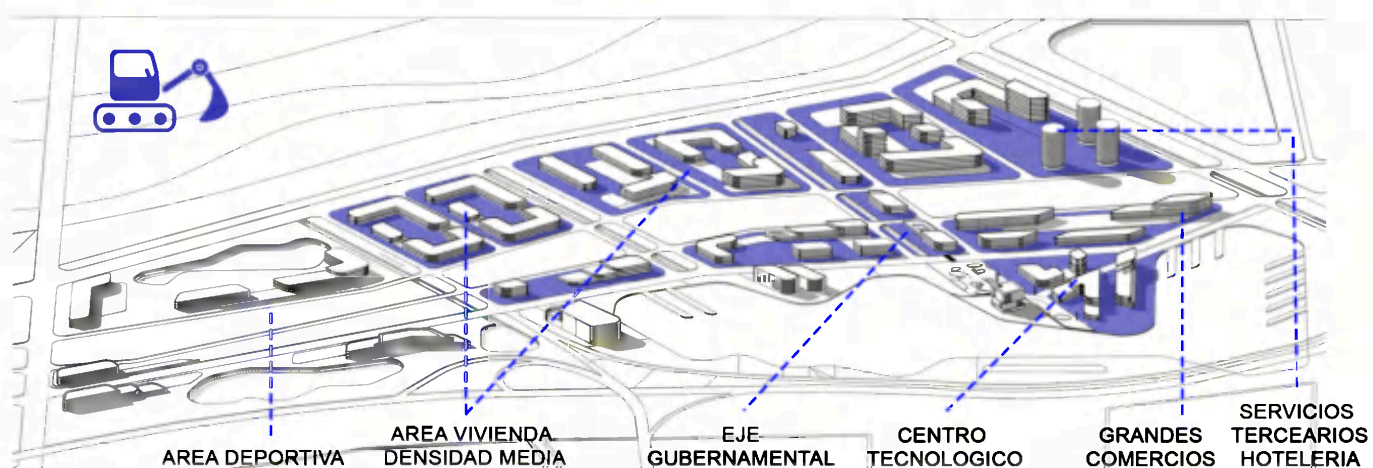 AREA DEPORTIVA
AREA VIVIENDA
DENSIDAD MEDIA
EJE
GUBERNAMENTAL
CENTRO
TECNOLOGICO
GRANDES
COMERCIOS
SERVICIOS
TERCEARIOS
HOTELERIA